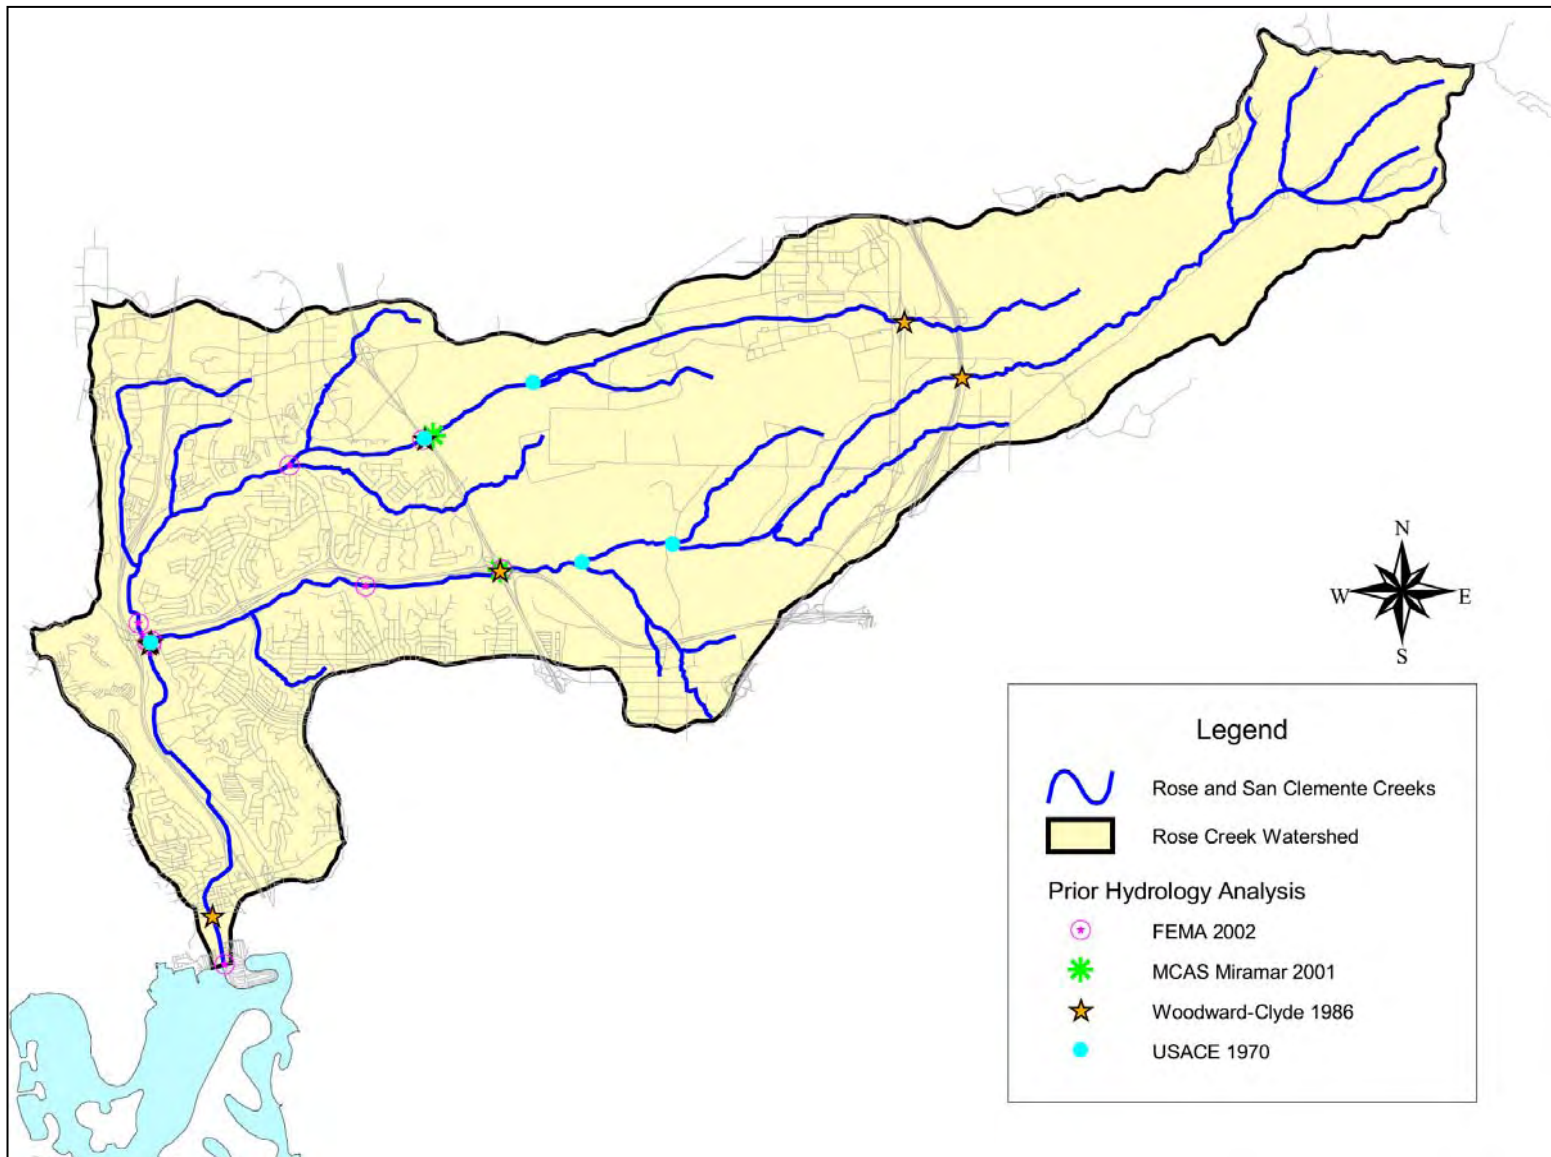 N
W
E
S
Legend
Rose and San Clemente Creeks
Rose Creek Watershed
Prior Hydrology Analysis
FEMA 2002
MCAS Miramar 2001
Woodward-Clyde 1986
USACE 1970